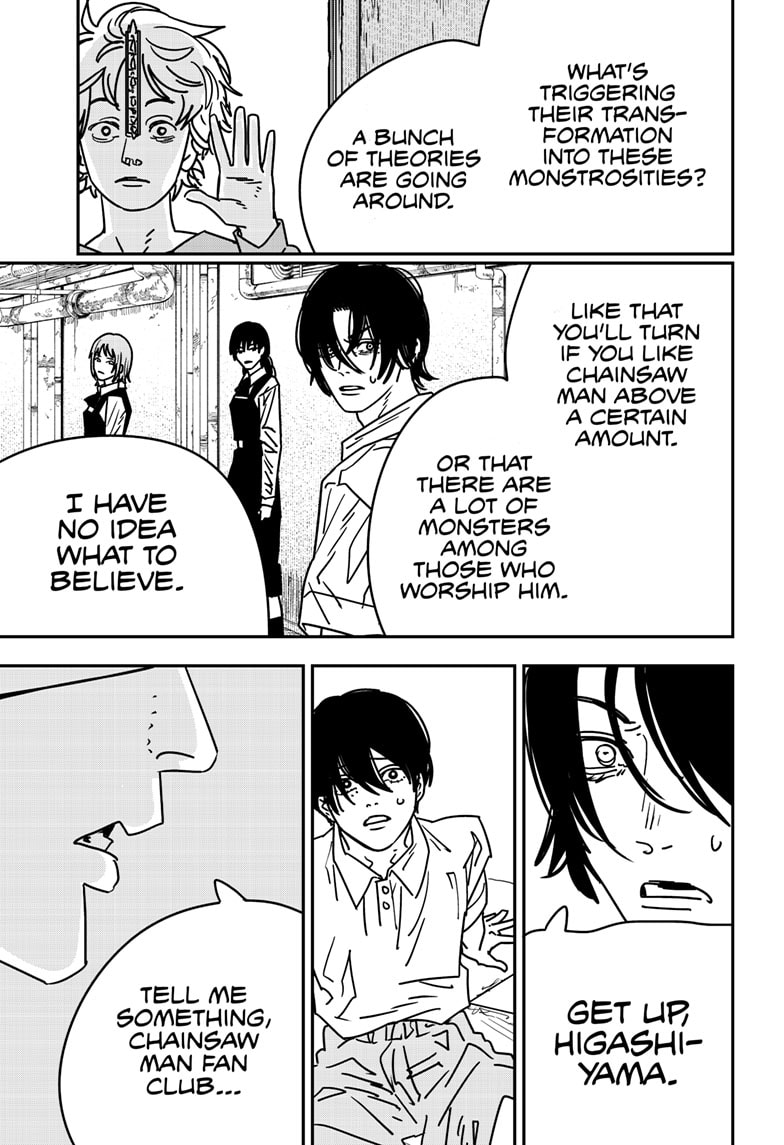 WHAT'S
TRIGGERING
THEIR TRANS-
FORMATION
INTO THESE
MONSTROSITIES?
A BUNCH
OF THEORIES
ARE GOING
AROUND.
LIKE THAT
YOU'LL TURN
IF YOU LIKE
CHAINSAW
MAN ABOVE
A CERTAIN
AMOUNT.
OR THAT
THERE ARE
A LOT OF
MONSTERS
AMONG
THOSE WHO
WORSHIP HIM.
I HAVE
NO IDEA
WHAT TO
BELIEVE.
GET UP,
HIGASHI-
YAMA.
TELL ME
SOMETHING,
CHAINSAW
MAN FAN
CLUB...